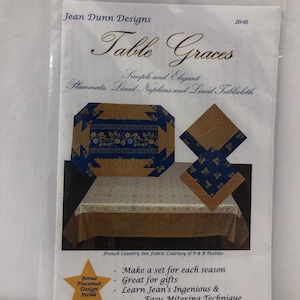 Jean Dunn Designs
JD-01
Table Graces
Simple and Elegant
Placemats, Lined Napkins and Lined Tablecloth
French Country Inn Fabric Courtesy of P & B Textiles
Bonus
Placemat
Design
Inside
· Make a set for each season
· Great for gifts
· Learn Jean's Ingenious &
Easy Mitering Technique